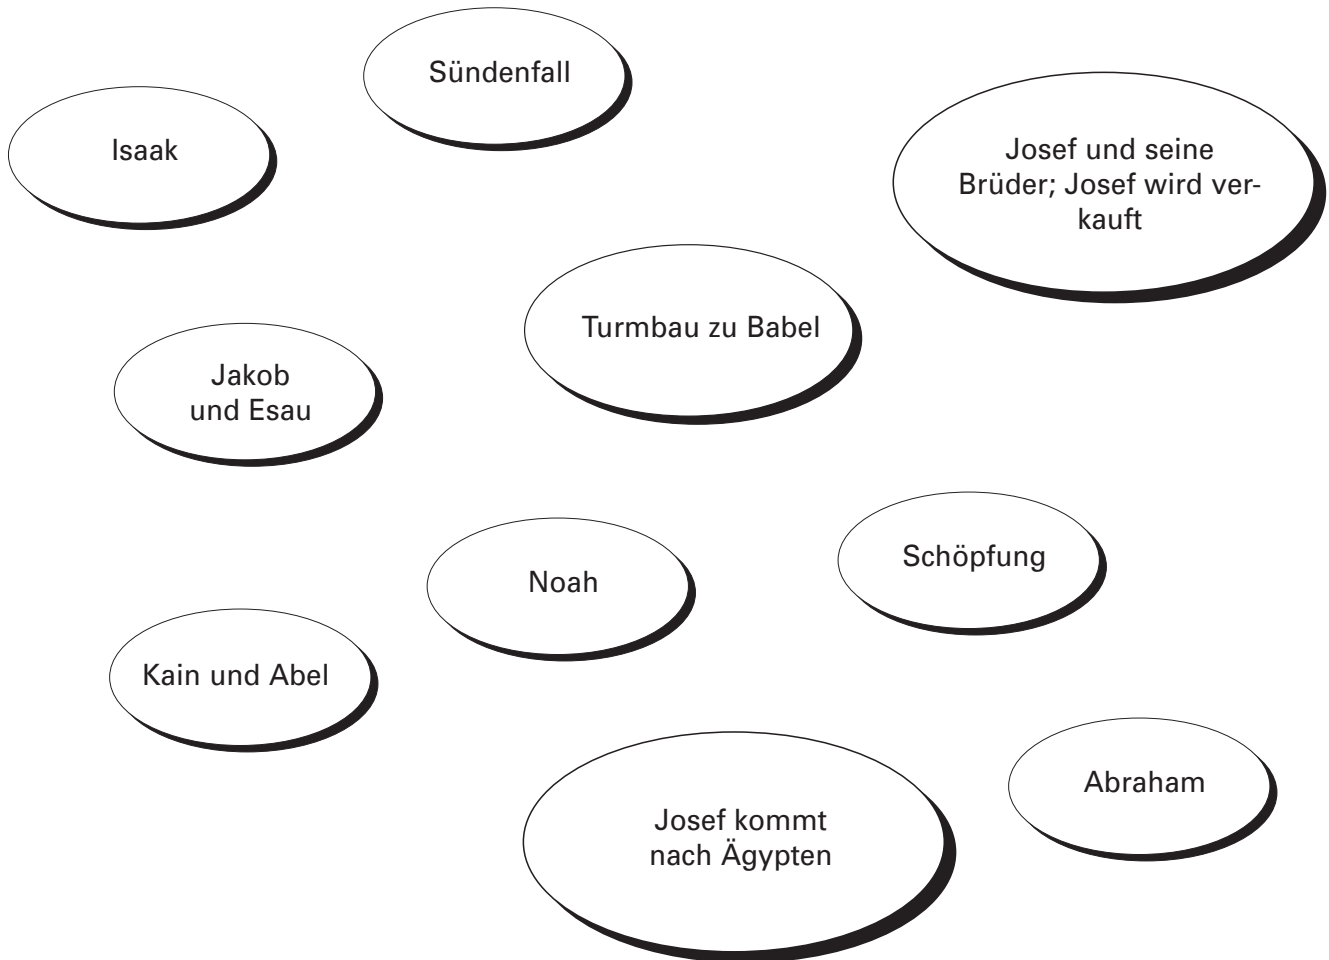 Sündenfall
Isaak
Josef und seine
Brüder; Josef wird ver-
kauft
Turmbau zu Babel
Jakob
und Esau
Schöpfung
Noah
Kain und Abel
Abraham
Josef kommt
nach Ägypten